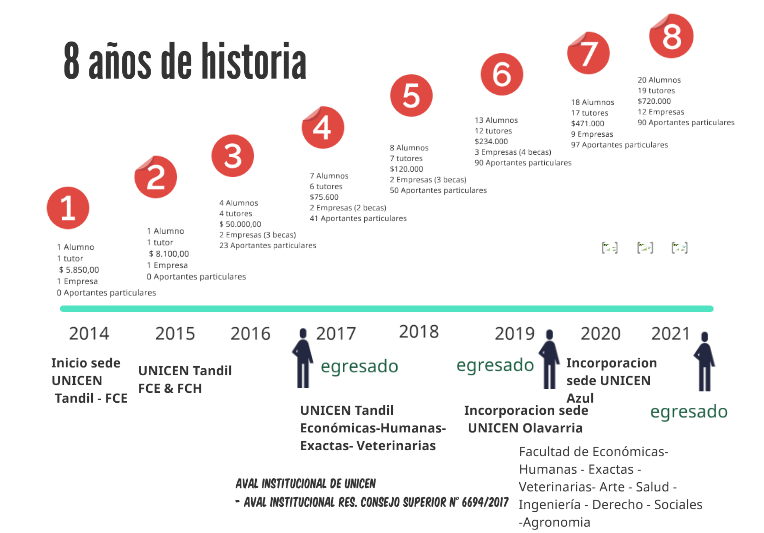 8 años de historia
1
1 Alumno
1 tutor
$ 5.850,00
1 Empresa
0 Aportantes particulares
2
1 Alumno
1 tutor
$ 8.100,00
1 Empresa
0 Aportantes particulares
3
4 Alumnos
4 tutores
$ 50.000,00
2 Empresas (3 becas)
23 Aportantes particulares
4
7 Alumnos
6 tutores
$75.600
2 Empresas (2 becas)
41 Aportantes particulares
5
8 Alumnos
7 tutores
$120.000
2 Empresas (3 becas)
50 Aportantes particulares
6
13 Alumnos
12 tutores
$234.000
3 Empresas (4 becas)
90 Aportantes particulares
7
18 Alumnos
17 tutores
$471.000
9 Empresas
97 Aportantes particulares
8
20 Alumnos
19 tutores
$720.000
12 Empresas
90 Aportantes particulares
2014
2015
2016
2017
2018
2019
2020
2021
Inicio sede
UNICEN
Tandil - FCE
UNICEN Tandil
FCE & FCH
egresado
UNICEN Tandil
Económicas-Humanas-
Exactas- Veterinarias
egresado
Incorporacion sede
UNICEN Olavarria
Incorporacion
sede UNICEN
Azul
egresado
Facultad de Económicas-
Humanas - Exactas -
Veterinarias- Arte - Salud -
Ingeniería - Derecho - Sociales
-Agronomia
AVAL INSTITUCIONAL DE UNICEN
- AVAL INSTITUCIONAL RES. CONSEJO SUPERIOR N° 6694/2017